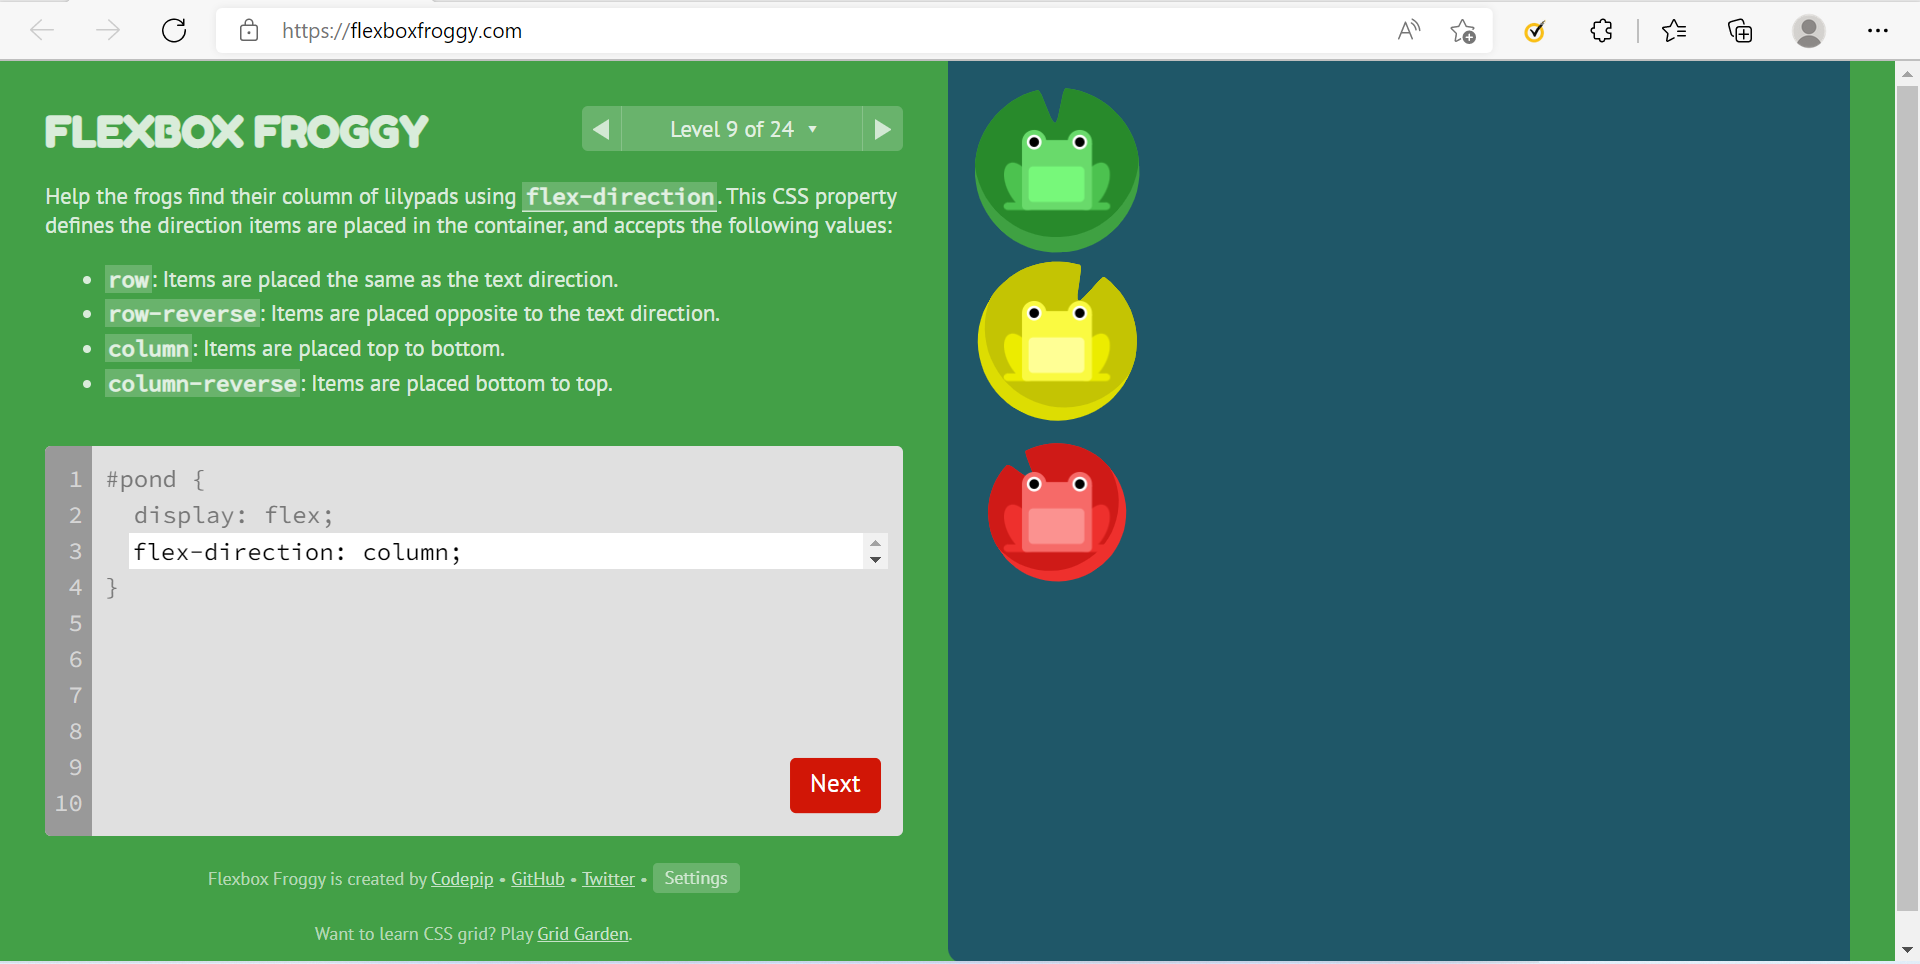 https://flexboxfroggy.com
FLEXBOX FROGGY
Level 9 of 24
Help the frogs find their column of lilypads using flex-direction. This CSS property
defines the direction items are placed in the container, and accepts the following values:
• row: Items are placed the same as the text direction.
• row-reverse: Items are placed opposite to the text direction.
• column: Items are placed top to bottom.
• column-reverse: Items are placed bottom to top.
1 #pond {
2 display: flex;
3 flex-direction: column;
4 }
5
6
7
8
9
10
Next
Flexbox Froggy is created by Codepip • GitHub • Twitter • Settings
Want to learn CSS grid? Play Grid Garden.